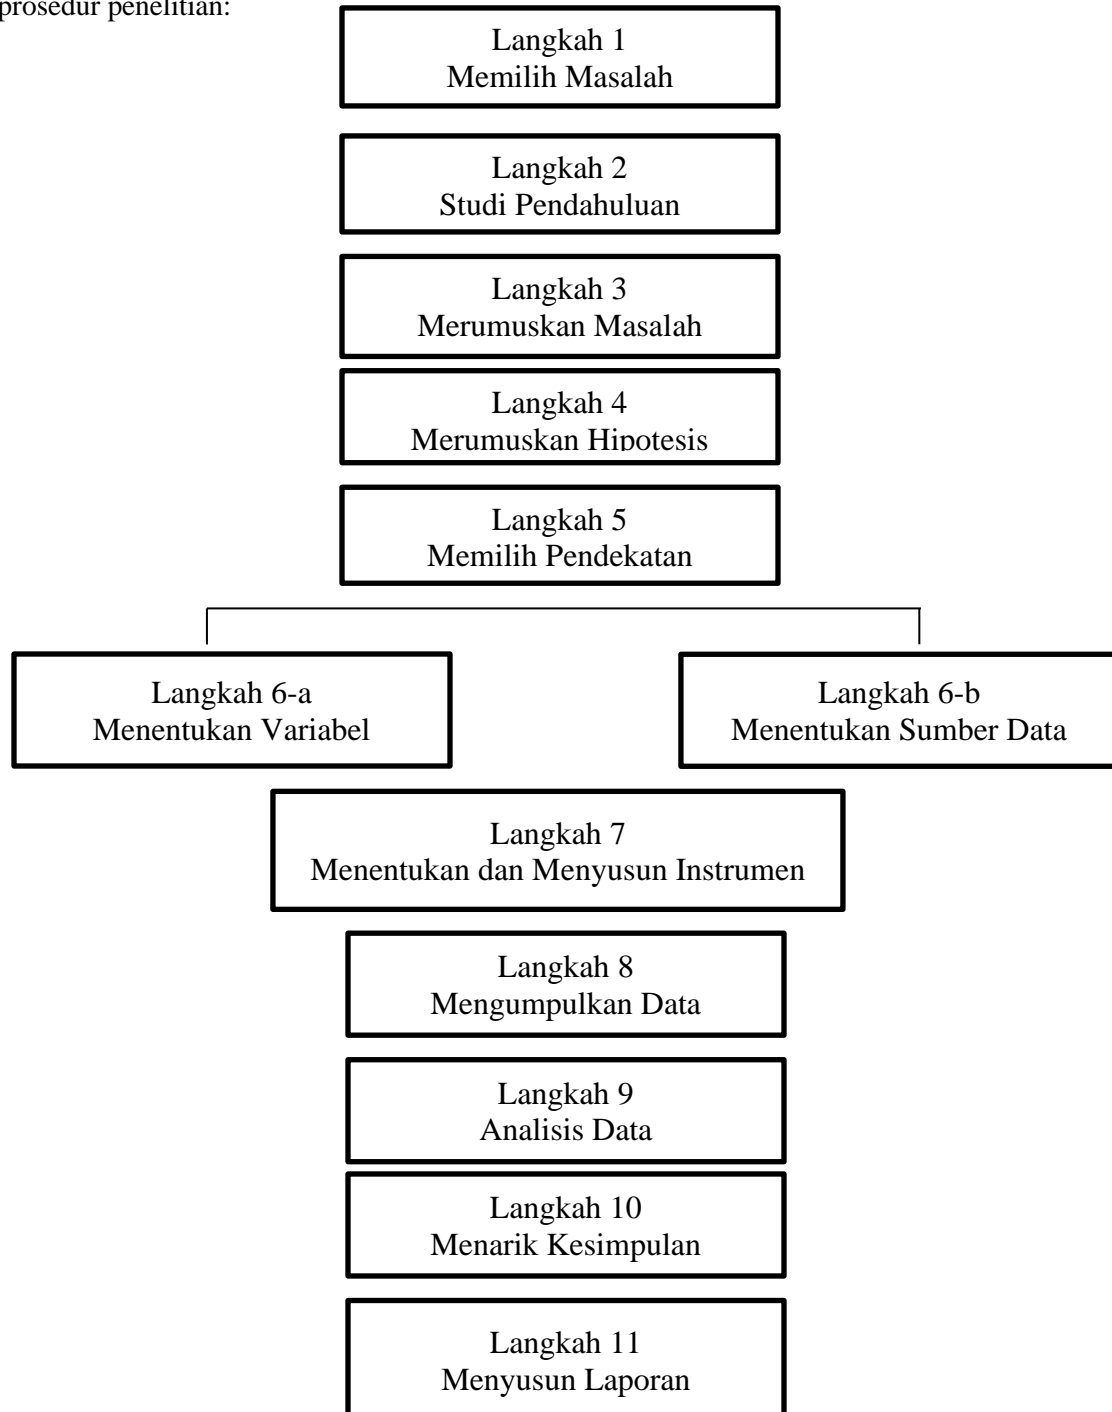 prosedur penelitian:
Langkah 1
Memilih Masalah
Langkah 2
Studi Pendahuluan
Langkah 3
Merumuskan Masalah
Langkah 4
Merumuskan Hipotesis
Langkah 5
Memilih Pendekatan
Langkah 6-a
Menentukan Variabel
Langkah 6-b
Menentukan Sumber Data
Langkah 7
Menentukan dan Menyusun Instrumen
Langkah 8
Mengumpulkan Data
Langkah 9
Analisis Data
Langkah 10
Menarik Kesimpulan
Langkah 11
Menyusun Laporan